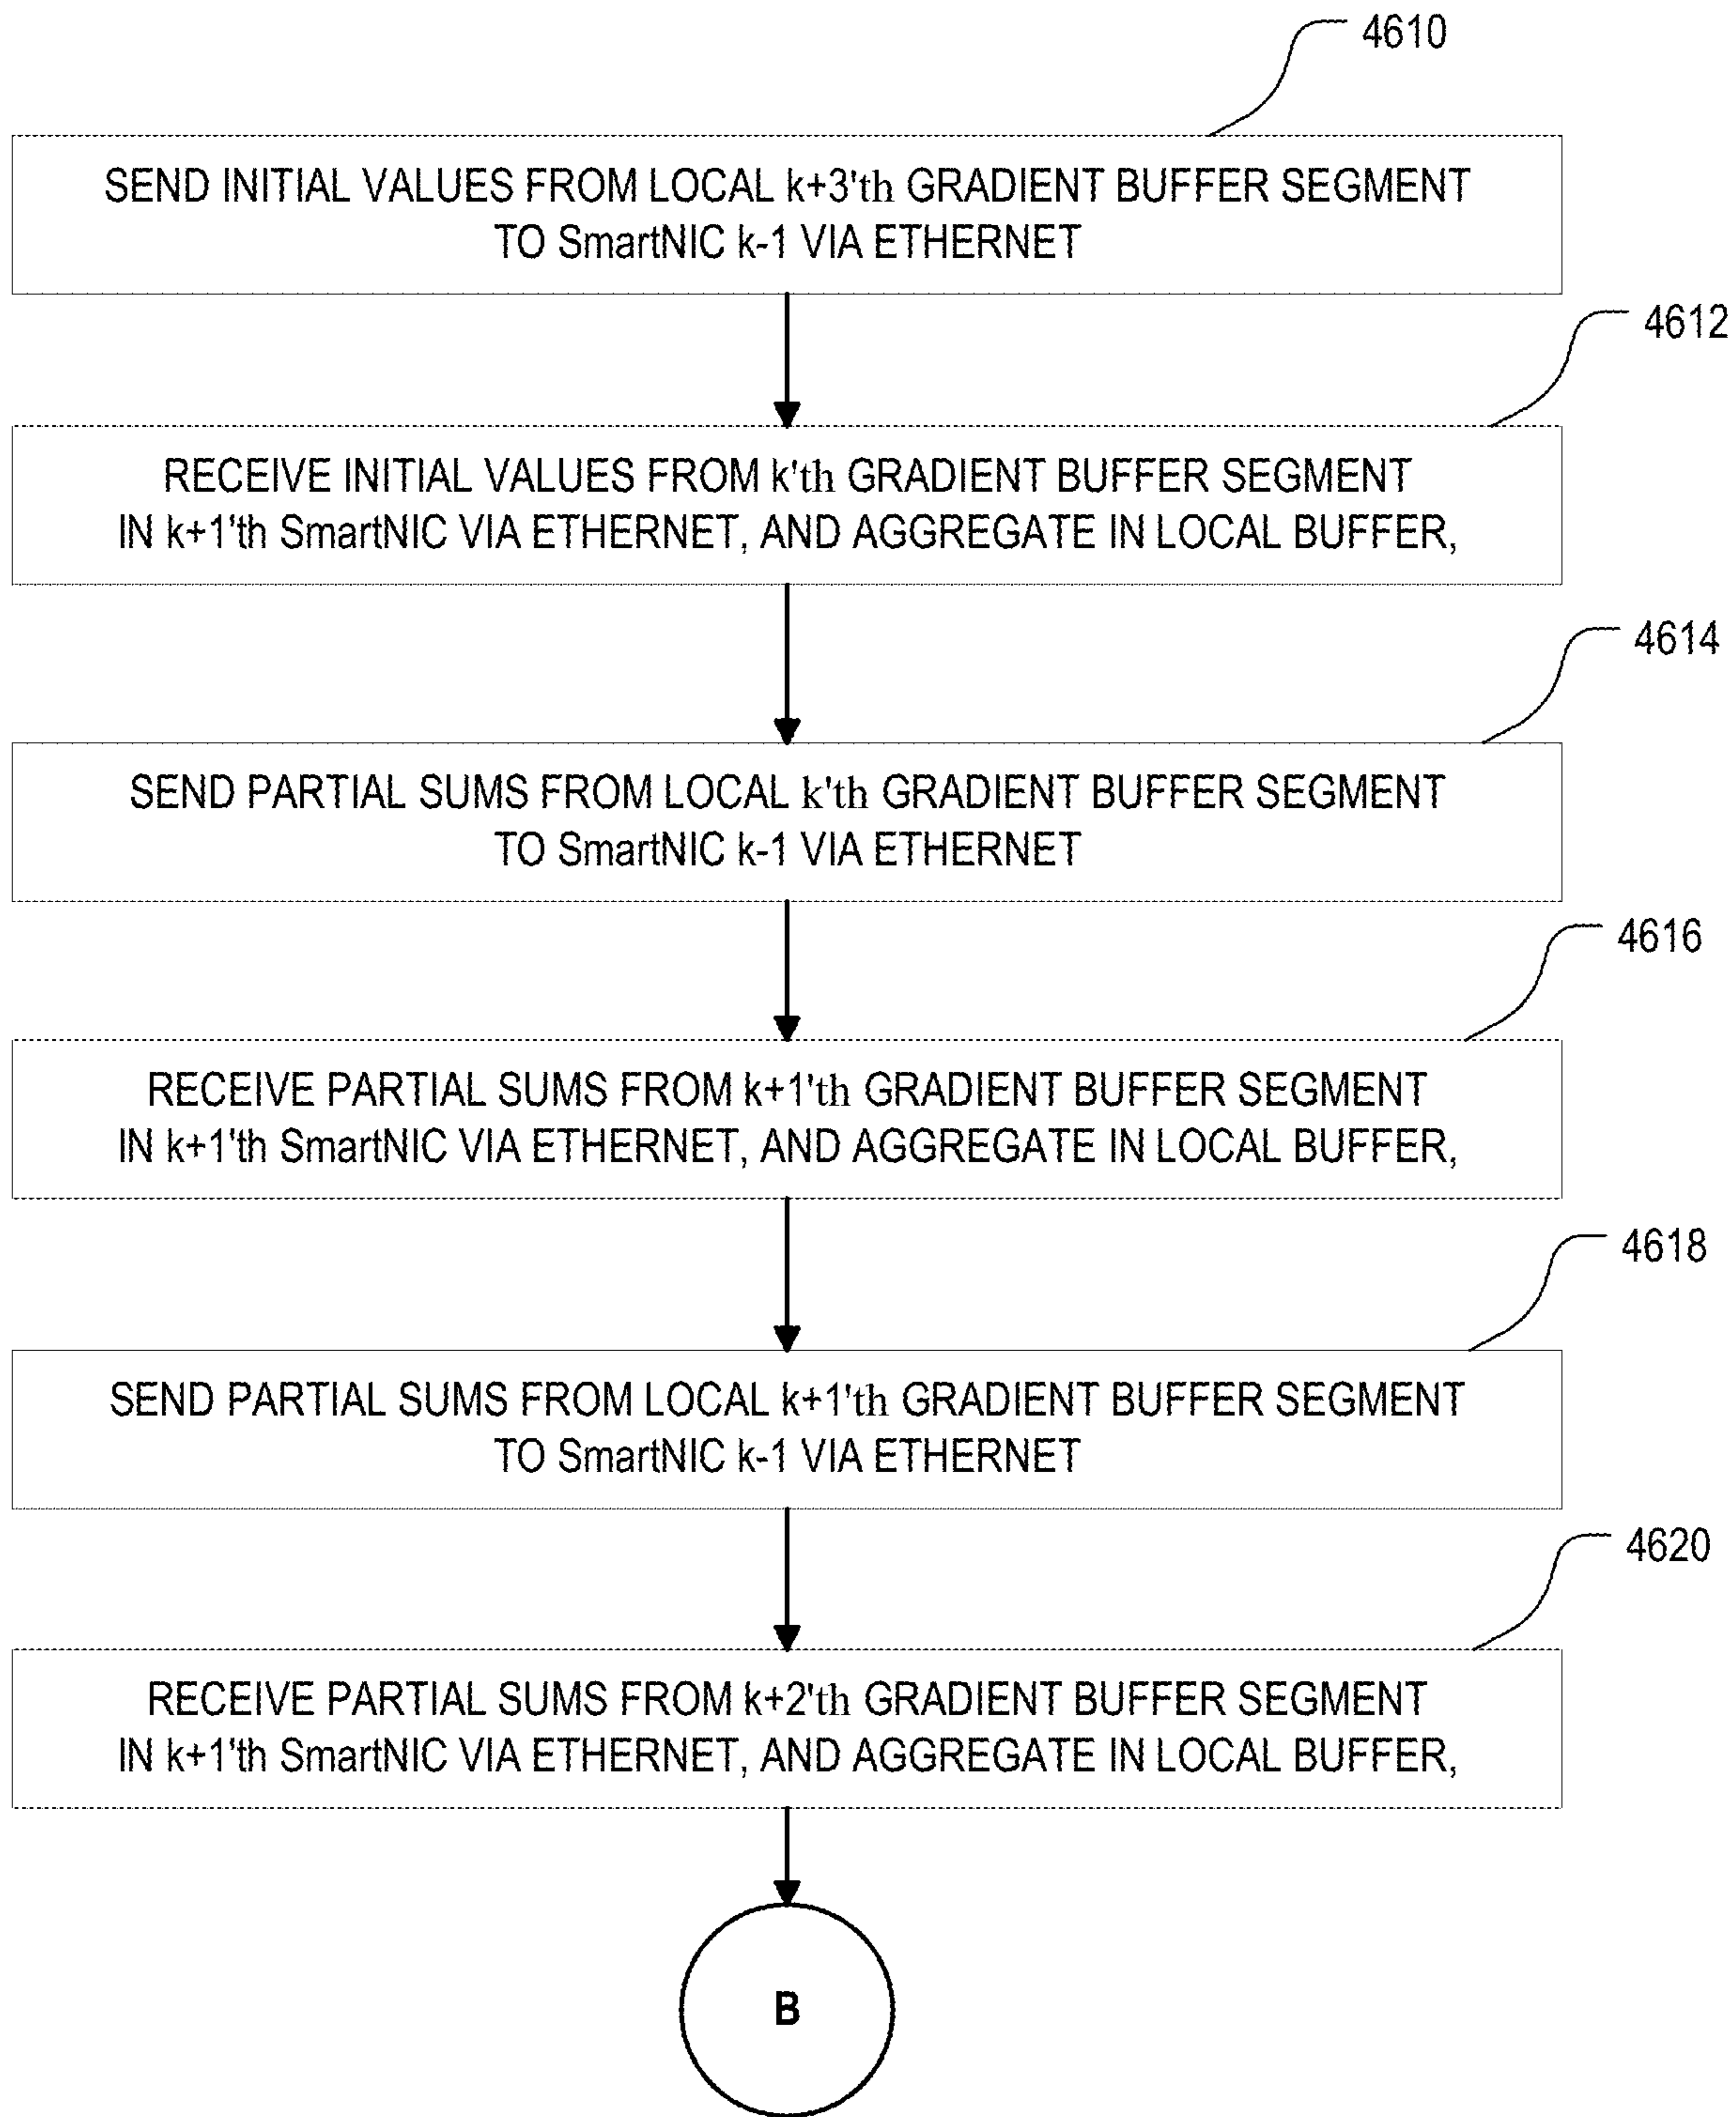 4610
SEND INITIAL VALUES FROM LOCAL k+3'th GRADIENT BUFFER SEGMENT
TO SmartNIC k-1 VIA ETHERNET
4612
RECEIVE INITIAL VALUES FROM k'th GRADIENT BUFFER SEGMENT
IN k+1'th SmartNIC VIA ETHERNET, AND AGGREGATE IN LOCAL BUFFER,
4614
SEND PARTIAL SUMS FROM LOCAL k'th GRADIENT BUFFER SEGMENT
TO SmartNIC k-1 VIA ETHERNET
4616
RECEIVE PARTIAL SUMS FROM k+1'th GRADIENT BUFFER SEGMENT
IN k+1'th SmartNIC VIA ETHERNET, AND AGGREGATE IN LOCAL BUFFER,
4618
SEND PARTIAL SUMS FROM LOCAL k+1'th GRADIENT BUFFER SEGMENT
TO SmartNIC k-1 VIA ETHERNET
4620
RECEIVE PARTIAL SUMS FROM k+2'th GRADIENT BUFFER SEGMENT
IN k+1'th SmartNIC VIA ETHERNET, AND AGGREGATE IN LOCAL BUFFER,
B